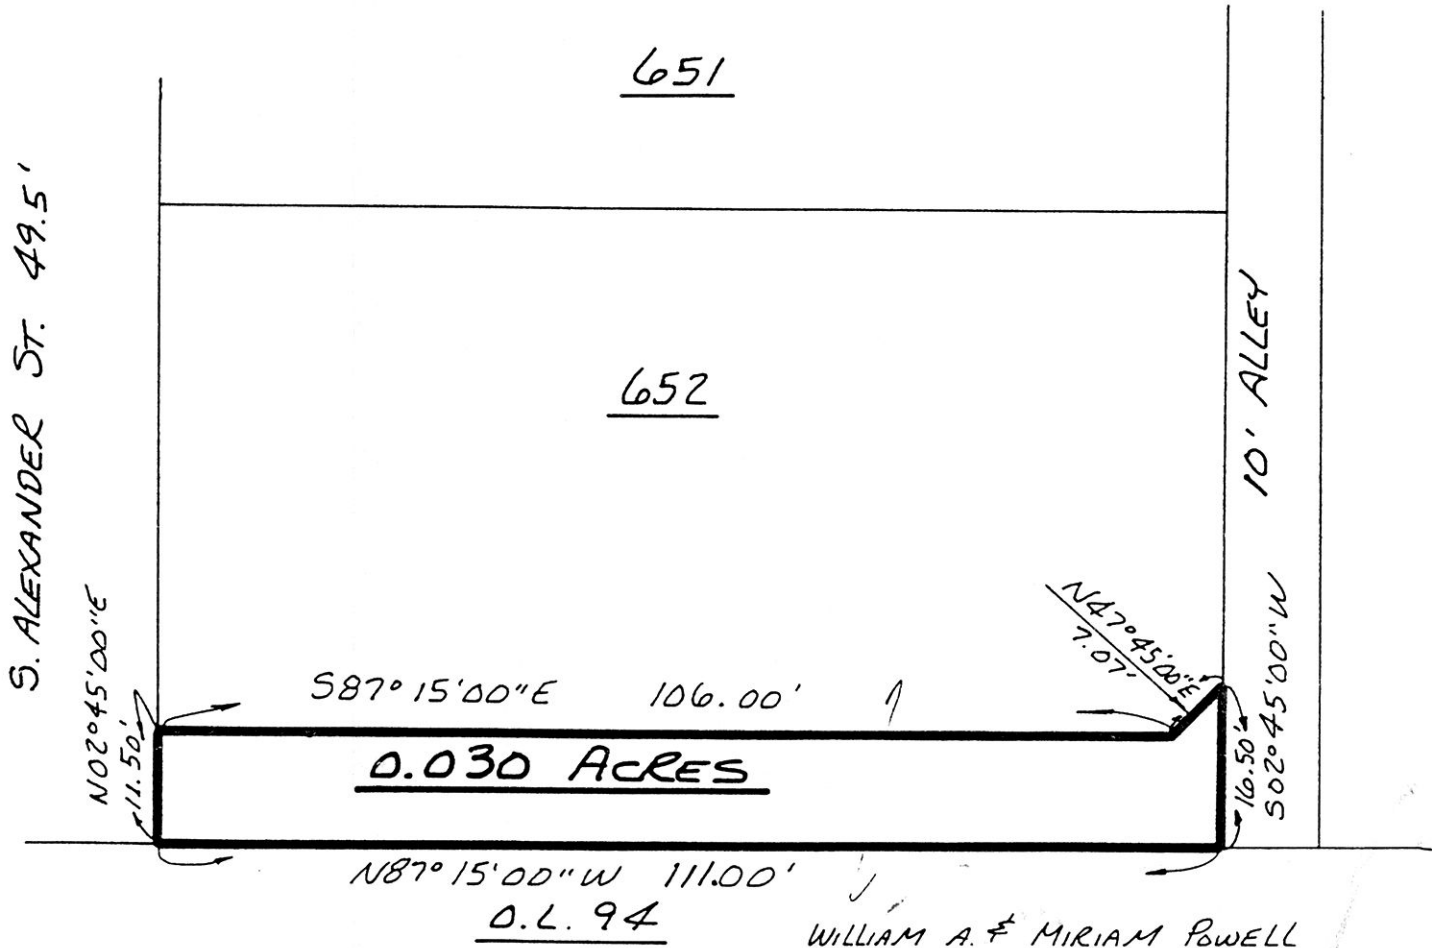 651
S. ALEXANDER ST. 49.5'
652
10' ALLEY
N02°45'00"E
11.50'
S87°15'00"E 106.00'
N47°45'00"E
7.07'
16.50'
S02°45'00"W
0.030 ACRES
N87°15'00"W 111.00'
O.L. 94
WILLIAM A. & MIRIAM POWELL